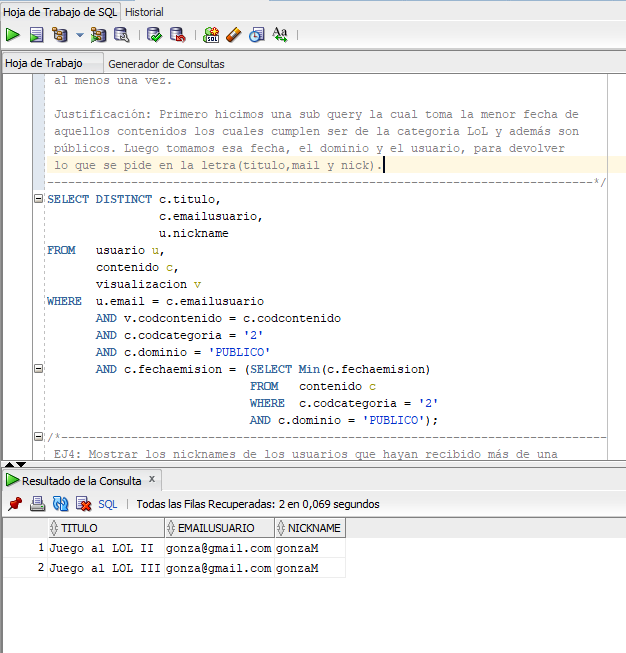 Hoja de Trabajo de SQL Historial
Hoja de Trabajo Generador de Consultas
al menos una vez.
Justificación: Primero hicimos una sub query la cual toma la menor fecha de
aquellos contenidos los cuales cumplen ser de la categoria LoL y además son
públicos. Luego tomamos esa fecha, el dominio y el usuario, para devolver
lo que se pide en la letra(titulo,mail y nick).
--------------------------------------------------------------------------*/
SELECT DISTINCT c.titulo,
c.emailusuario,
u.nickname
FROM usuario u,
contenido c,
visualizacion v
WHERE u.email = c.emailusuario
AND v.codcontenido = c.codcontenido
AND c.codcategoria = '2'
AND c.dominio = 'PUBLICO'
AND c.fechaemision = (SELECT Min(c.fechaemision)
FROM contenido c
WHERE c.codcategoria = '2'
AND c.dominio = 'PUBLICO');
/*--------------------------------------------------------------------------
EJ4: Mostrar los nicknames de los usuarios que hayan recibido más de una
Resultado de la Consulta x
SQL | Todas las Filas Recuperadas: 2 en 0,069 segundos
TITULO EMAILUSUARIO NICKNAME
1 Juego al LOL II gonza@gmail.com gonzaM
2 Juego al LOL III gonza@gmail.com gonzaM